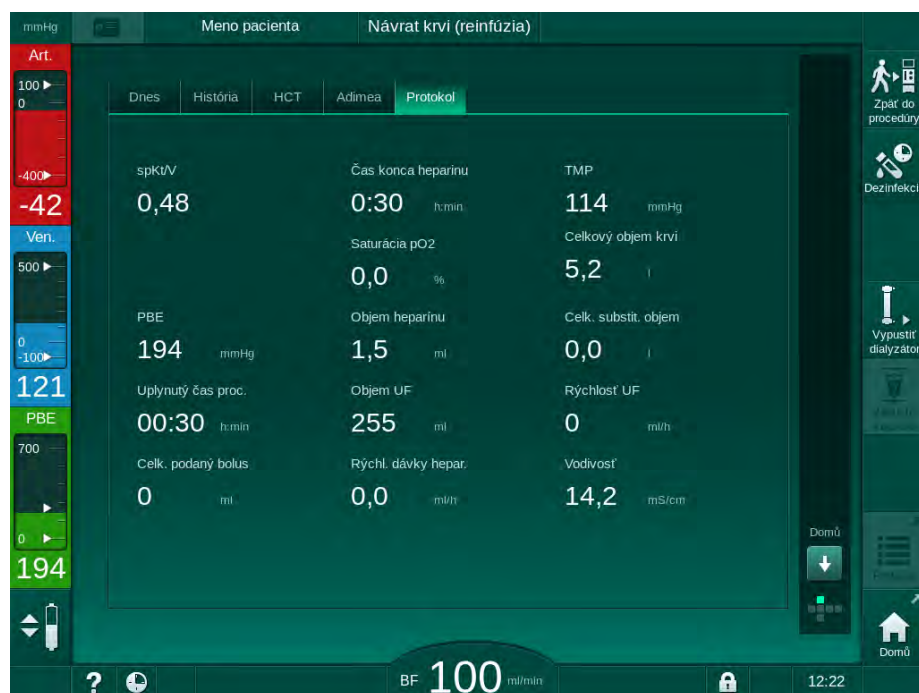 mmHg
Meno pacienta
Návrat krvi (reinfúzia)
Art.
100
0
-400
-42
Ven.
500
0
-100
121
PBE
700
0
194
Dnes
História
HCT
Adimea
Protokol
spKt/V
Čas konca heparinu
TMP
0,48
0:30 h:min
114 mmHg
Saturácia pO2
Celkový objem krvi
0,0 %
5,2 l
PBE
Objem heparínu
Celk. substit. objem
194 mmHg
1,5 ml
0,0 l
Uplynutý čas proc.
Objem UF
Rýchlosť UF
00:30 h:min
255 ml
0 ml/h
Celk. podaný bolus
Rýchl. dávky hepar.
Vodivosť
0 ml
0,0 ml/h
14,2 mS/cm
Domů
Zpäť do
procedúry
Dezinfekci
Vypustiť
dialyzátor
Domů
?
BF 100 ml/min
12:22